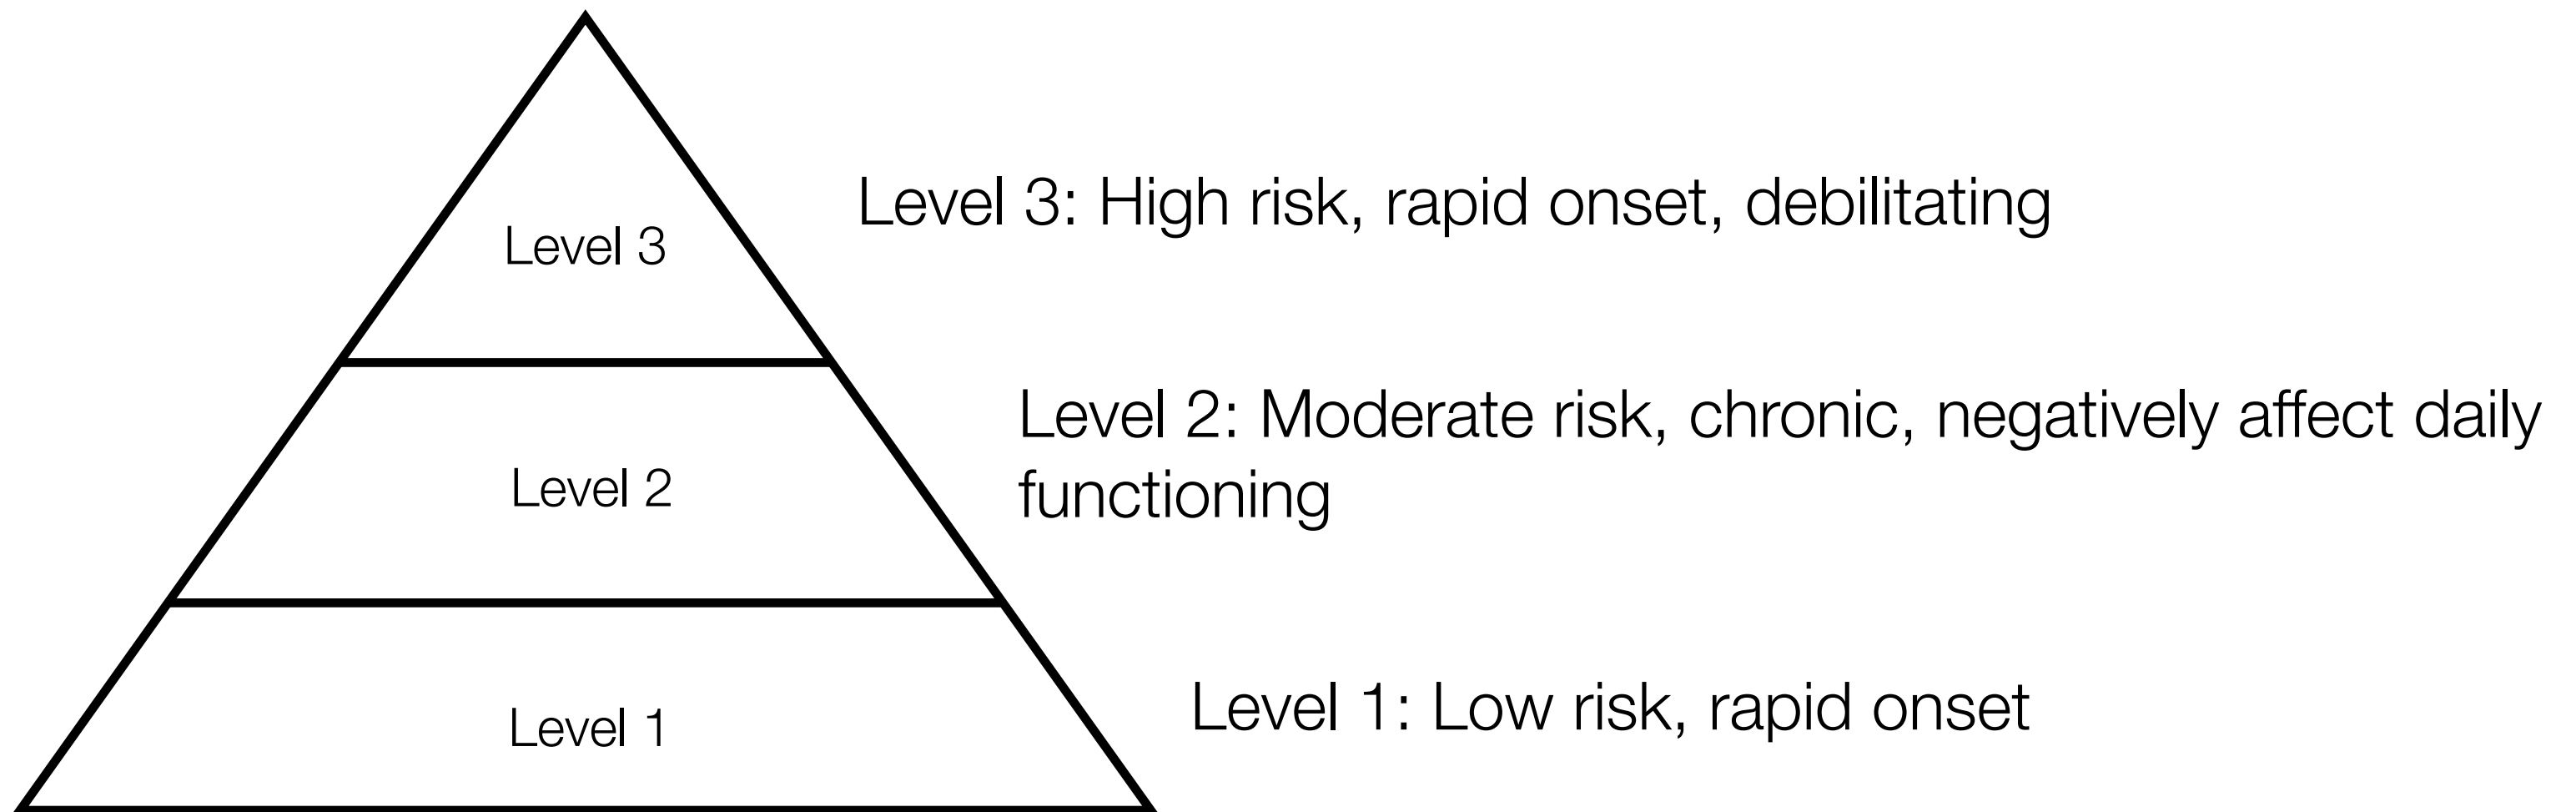 Level 3: High risk, rapid onset, debilitating
Level 3
Level 2: Moderate risk, chronic, negatively affect daily
functioning
Level 2
Level 1: Low risk, rapid onset
Level 1